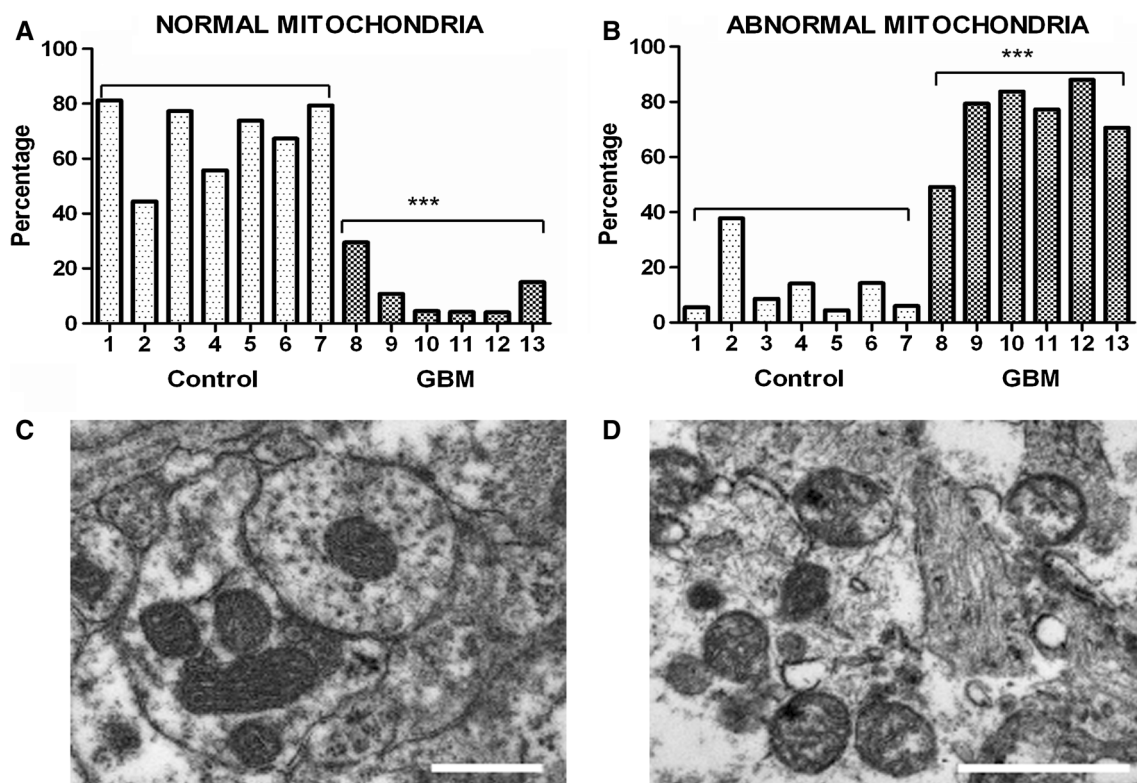 A
NORMAL MITOCHONDRIA
100
80
60
40
20
0
Percentage
***
1 2 3 4 5 6 7 8 9 10 11 12 13
Control GBM
B
ABNORMAL MITOCHONDRIA
100
80
60
40
20
0
Percentage
***
1 2 3 4 5 6 7 8 9 10 11 12 13
Control GBM
C
D